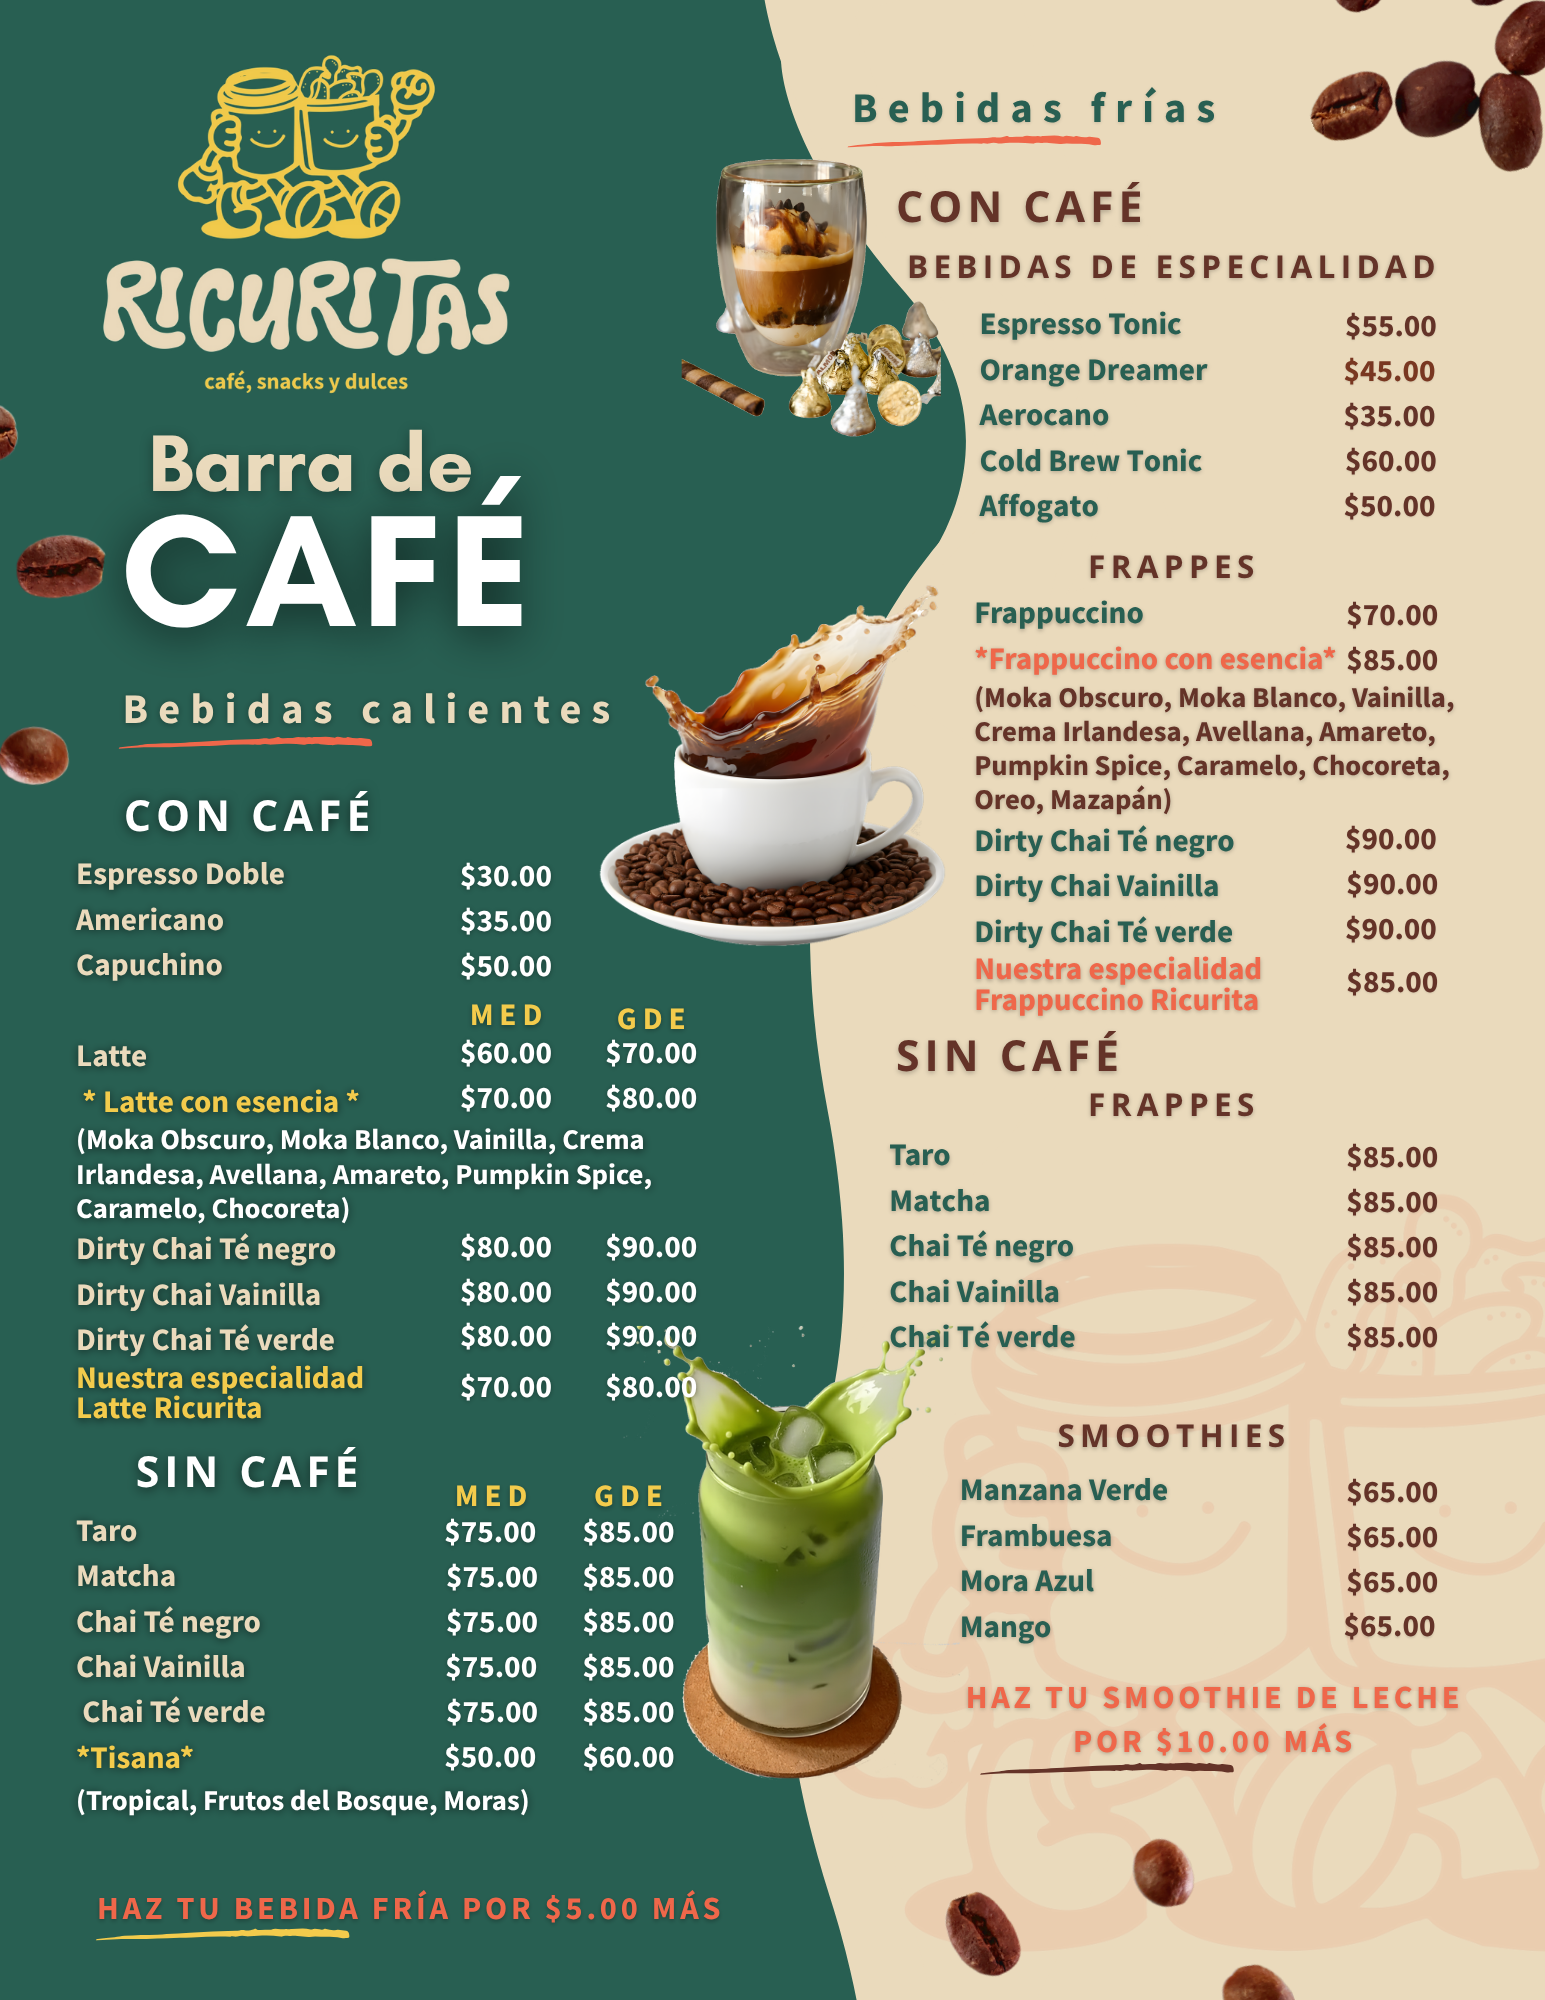 RICURITAS
café, snacks y dulces
Barra de
CAFÉ
Bebidas calientes
CON CAFÉ
Espresso Doble $30.00
Americano $35.00
Capuchino $50.00
MED GDE
Latte $60.00 $70.00
* Latte con esencia * $70.00 $80.00
(Moka Obscuro, Moka Blanco, Vainilla, Crema
Irlandesa, Avellana, Amareto, Pumpkin Spice,
Caramelo, Chocoreta)
Dirty Chai Té negro $80.00 $90.00
Dirty Chai Vainilla $80.00 $90.00
Dirty Chai Té verde $80.00 $90.00
Nuestra especialidad
Latte Ricurita $70.00 $80.00
SIN CAFÉ
MED GDE
Taro $75.00 $85.00
Matcha $75.00 $85.00
Chai Té negro $75.00 $85.00
Chai Vainilla $75.00 $85.00
Chai Té verde $75.00 $85.00
*Tisana* $50.00 $60.00
(Tropical, Frutos del Bosque, Moras)
HAZ TU BEBIDA FRÍA POR $5.00 MÁS
Bebidas frías
CON CAFÉ
BEBIDAS DE ESPECIALIDAD
Espresso Tonic $55.00
Orange Dreamer $45.00
Aerocano $35.00
Cold Brew Tonic $60.00
Affogato $50.00
FRAPPES
Frappuccino $70.00
*Frappuccino con esencia* $85.00
(Moka Obscuro, Moka Blanco, Vainilla,
Crema Irlandesa, Avellana, Amareto,
Pumpkin Spice, Caramelo, Chocoreta,
Oreo, Mazapán)
Dirty Chai Té negro $90.00
Dirty Chai Vainilla $90.00
Dirty Chai Té verde $90.00
Nuestra especialidad
Frappuccino Ricurita $85.00
SIN CAFÉ
FRAPPES
Taro $85.00
Matcha $85.00
Chai Té negro $85.00
Chai Vainilla $85.00
Chai Té verde $85.00
SMOOTHIES
Manzana Verde $65.00
Frambuesa $65.00
Mora Azul $65.00
Mango $65.00
HAZ TU SMOOTHIE DE LECHE
POR $10.00 MÁS